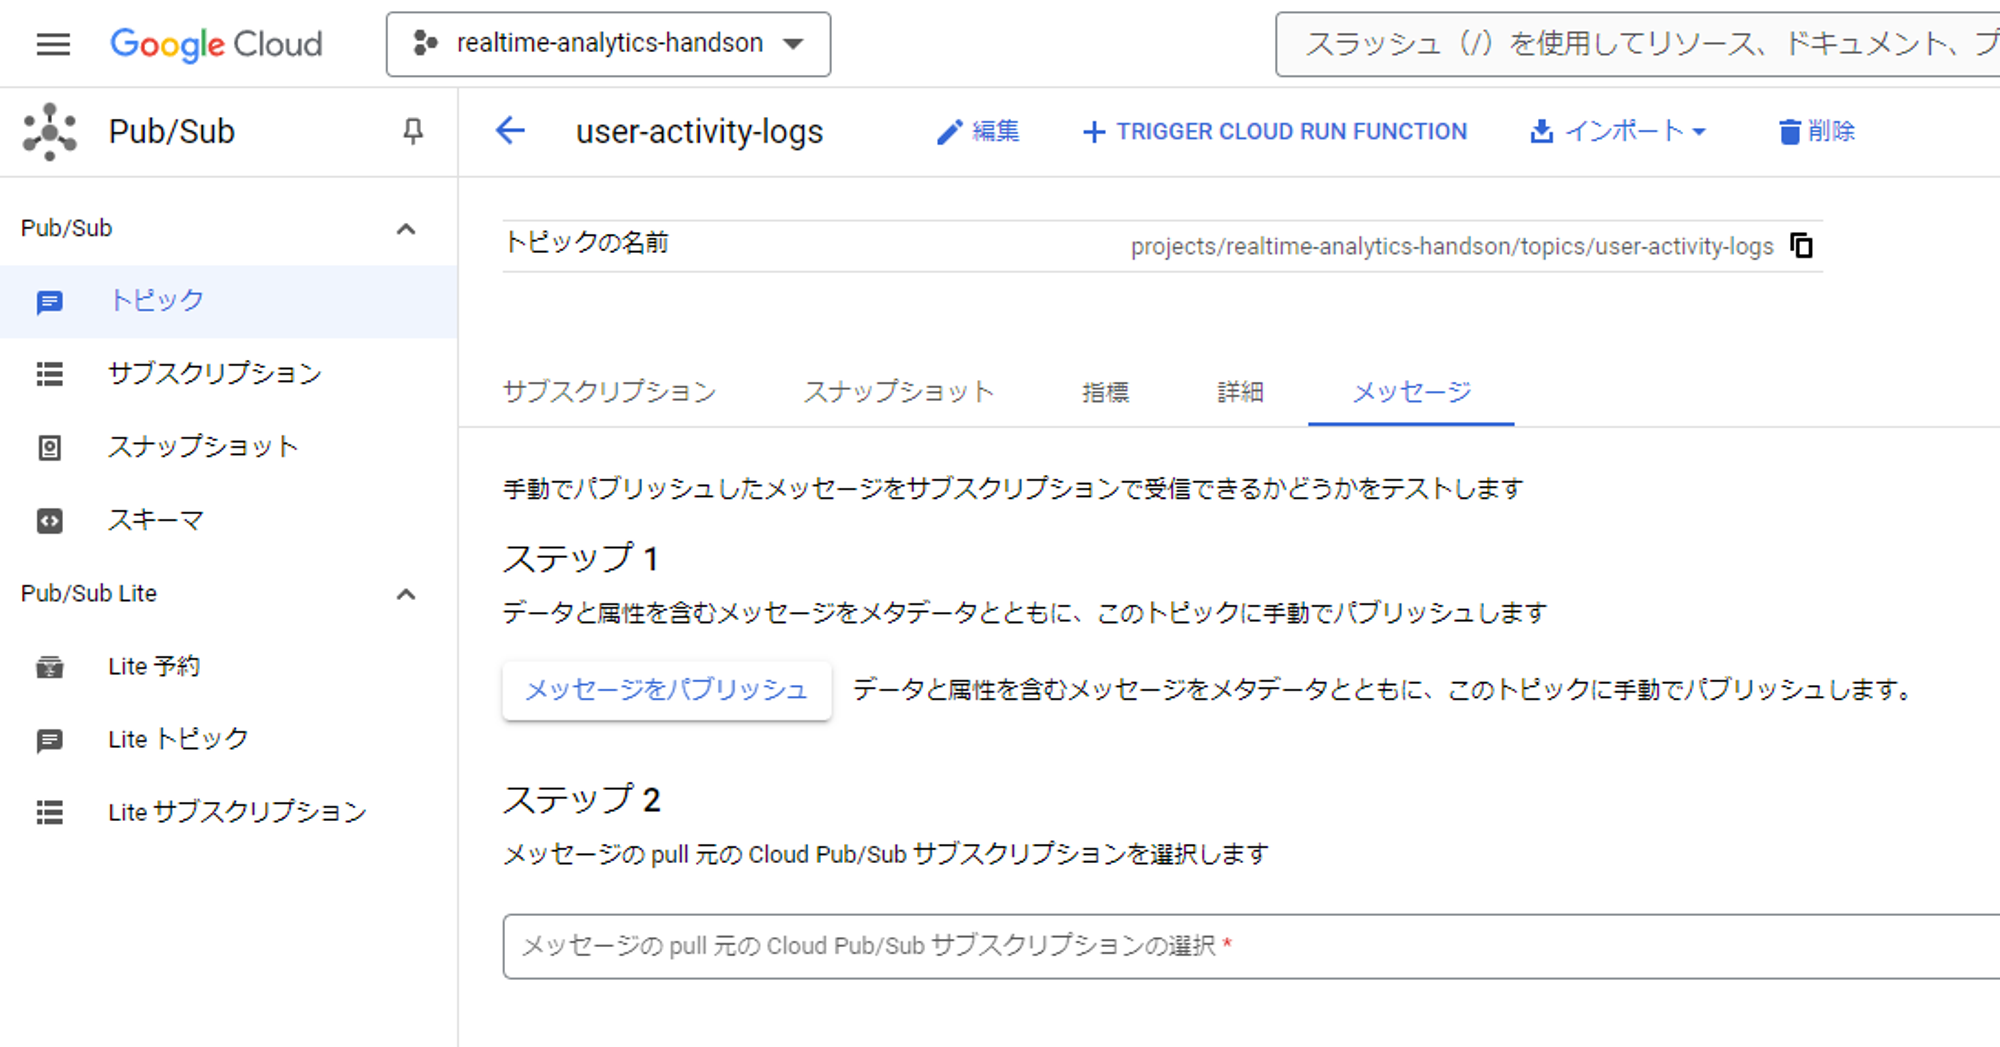 Google Cloud
realtime-analytics-handson
スラッシュ（/）を使用してリソース、ドキュメント、プ
Pub/Sub
user-activity-logs
編集
TRIGGER CLOUD RUN FUNCTION
インポート
削除
Pub/Sub
トピック
サブスクリプション
スナップショット
スキーマ
Pub/Sub Lite
Lite 予約
Lite トピック
Lite サブスクリプション
トピックの名前
projects/realtime-analytics-handson/topics/user-activity-logs
サブスクリプション
スナップショット
指標
詳細
メッセージ
手動でパブリッシュしたメッセージをサブスクリプションで受信できるかどうかをテストします
ステップ 1
データと属性を含むメッセージをメタデータとともに、このトピックに手動でパブリッシュします
メッセージをパブリッシュ
データと属性を含むメッセージをメタデータとともに、このトピックに手動でパブリッシュします。
ステップ 2
メッセージの pull 元の Cloud Pub/Sub サブスクリプションを選択します
メッセージの pull 元の Cloud Pub/Sub サブスクリプションの選択 *